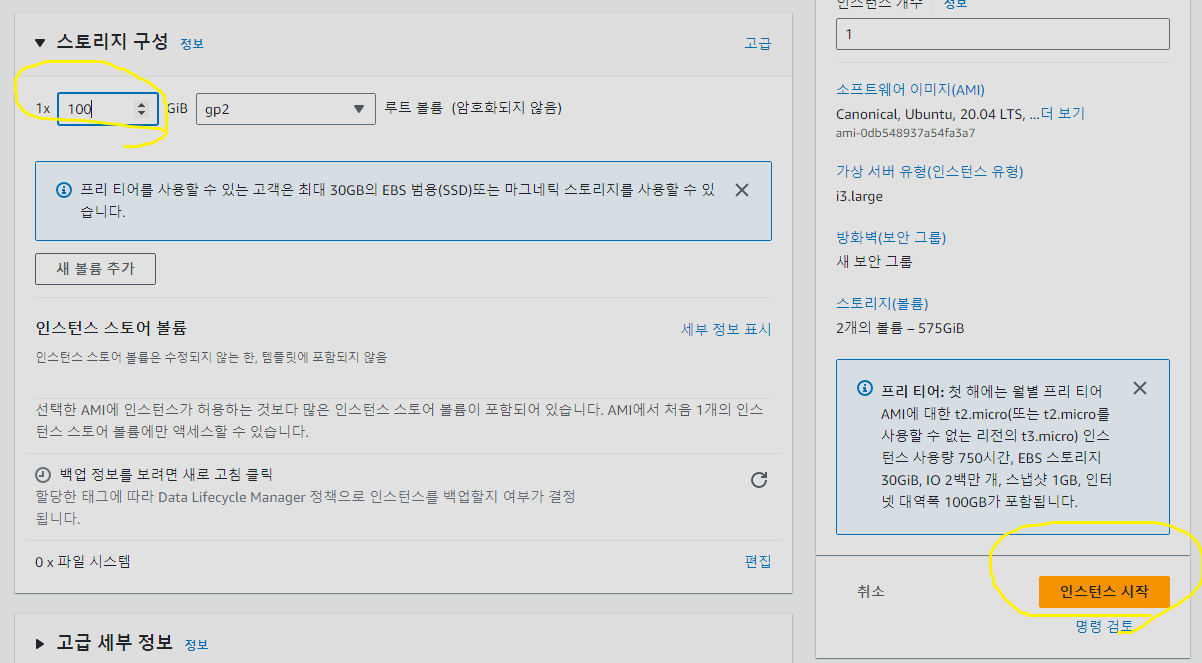 스토리지 구성 정보
고급
1x 100 GiB gp2 루트 볼륨 (암호화되지 않음)
프리 티어를 사용할 수 있는 고객은 최대 30GB의 EBS 범용(SSD)또는 마그네틱 스토리지를 사용할 수 있
습니다.
새 볼륨 추가
인스턴스 스토어 볼륨
세부 정보 표시
인스턴스 스토어 볼륨은 수정되지 않는 한, 템플릿에 포함되지 않음
선택한 AMI에 인스턴스가 허용하는 것보다 많은 인스턴스 스토어 볼륨이 포함되어 있습니다. AMI에서 처음 1개의 인스
턴스 스토어 볼륨에만 액세스할 수 있습니다.
백업 정보를 보려면 새로 고침 클릭
할당한 태그에 따라 Data Lifecycle Manager 정책으로 인스턴스를 백업할지 여부가 결정
됩니다.
0 x 파일 시스템
편집
고급 세부 정보 정보
인스턴스 개수 정보
1
소프트웨어 이미지(AMI)
Canonical, Ubuntu, 20.04 LTS, ...더 보기
ami-0db548937a54fa3a7
가상 서버 유형(인스턴스 유형)
i3.large
방화벽(보안 그룹)
새 보안 그룹
스토리지(볼륨)
2개의 볼륨 – 575GiB
프리 티어: 첫 해에는 월별 프리 티어
AMI에 대한 t2.micro(또는 t2.micro를
사용할 수 없는 리전의 t3.micro) 인스
턴스 사용량 750시간, EBS 스토리지
30GiB, IO 2백만 개, 스냅샷 1GB, 인터
넷 대역폭 100GB가 포함됩니다.
취소
인스턴스 시작
명령 검토